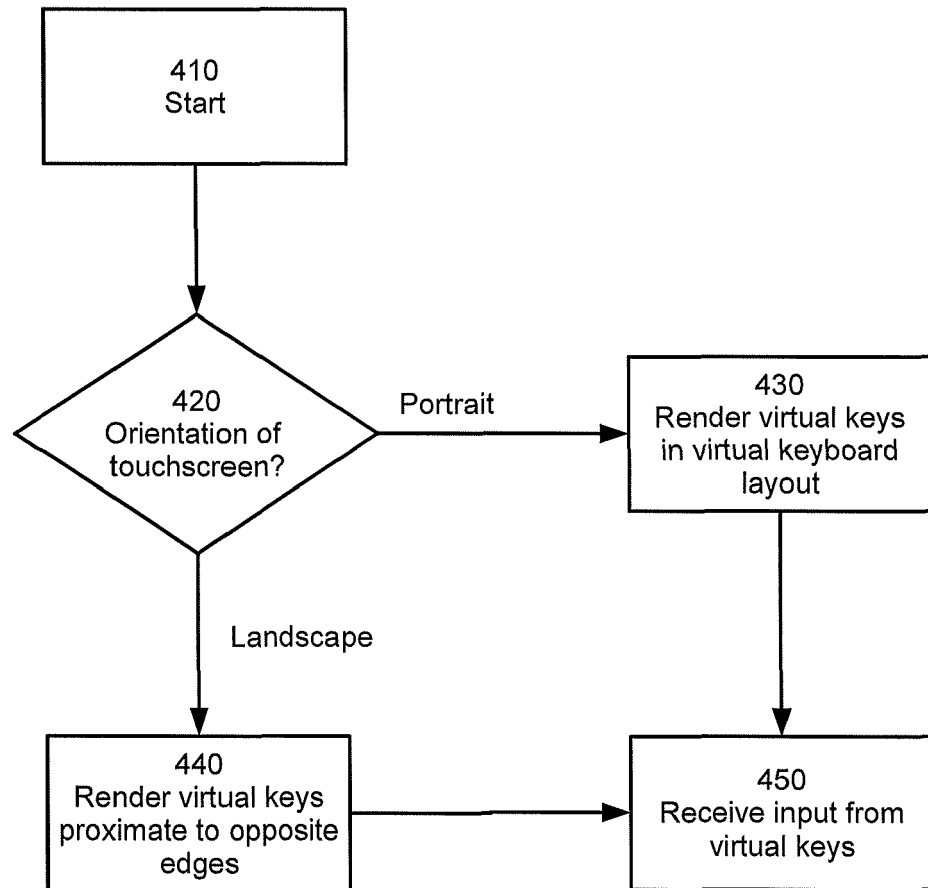 410
Start
420
Orientation of
touchscreen?
Portrait
430
Render virtual keys
in virtual keyboard
layout
Landscape
440
Render virtual keys
proximate to opposite
edges
450
Receive input from
virtual keys